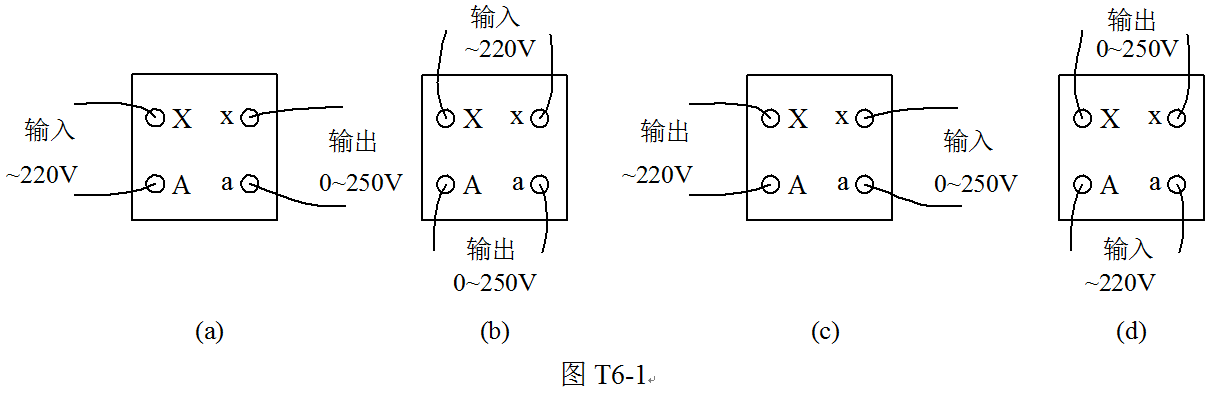 输入
~220V
X x
A a
输出
0~250V
(a)
输入
~220V
X x
A a
输出
0~250V
(b)
输出
~220V
X x
A a
输入
0~250V
(c)
输出
0~250V
X x
A a
输入
~220V
(d)
图 T6-1